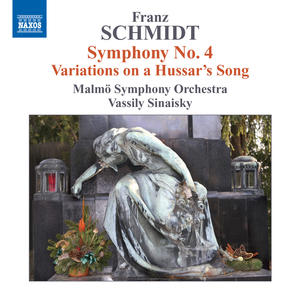 NAXOS
Franz
SCHMIDT
Symphony No. 4
Variations on a Hussar's Song
Malmö Symphony Orchestra
Vassily Sinaisky